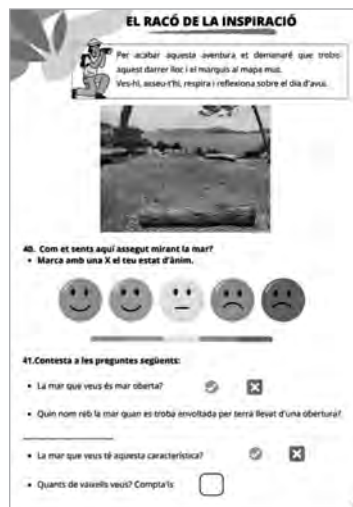 EL RACÓ DE LA INSPIRACIÓ
Per acabar aquesta aventura et demanaré que trobis
aquest darrer lloc i el marquis al mapa mut.
Ves-hi, asseu-t'hi, respira i reflexiona sobre el dia d'avui.
40. Com et sents aquí assegut mirant la mar?
• Marca amb una X el teu estat d'ànim.
41.Contesta a les preguntes següents:
• La mar que veus és mar oberta?
• Quin nom reb la mar quan es troba envoltada per terra llevat d'una obertura?
• La mar que veus té aquesta característica?
• Quants de vaixells veus? Compta'ls